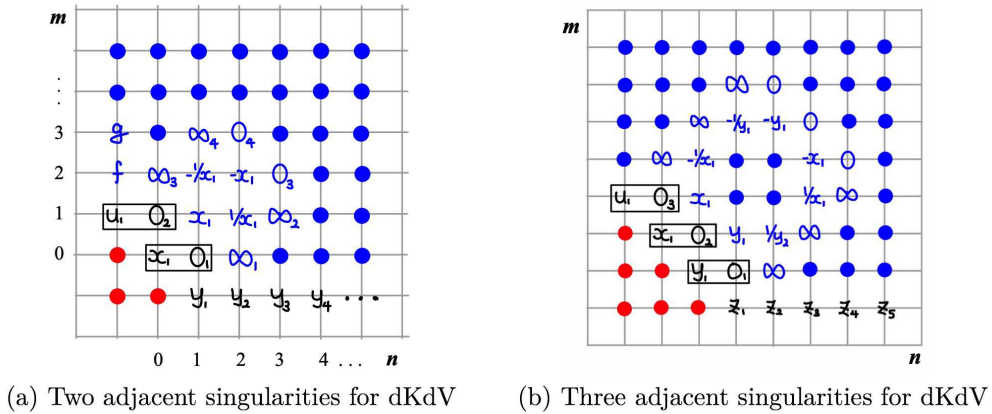 m
m
∞ 0
3 g ∞₄ 0₄
∞ -1/y₁ -y₁ 0
2 f ∞₃ -1/x₁ -x₁ 0₃
∞ -1/x₁ -x₁ 0
1 u₁ 0₂ x₁ 1/x₁ ∞₂
u₁ 0₃ x₁ 1/x₁ ∞
0 x₁ 0₁ ∞₁
x₁ 0₂ y₁ 1/y₂ ∞
y₁ 0₁ ∞
y₁ y₂ y₃ y₄ ...
z₁ z₂ z₃ z₄ z₅
0 1 2 3 4 ... n
n
(a) Two adjacent singularities for dKdV
(b) Three adjacent singularities for dKdV